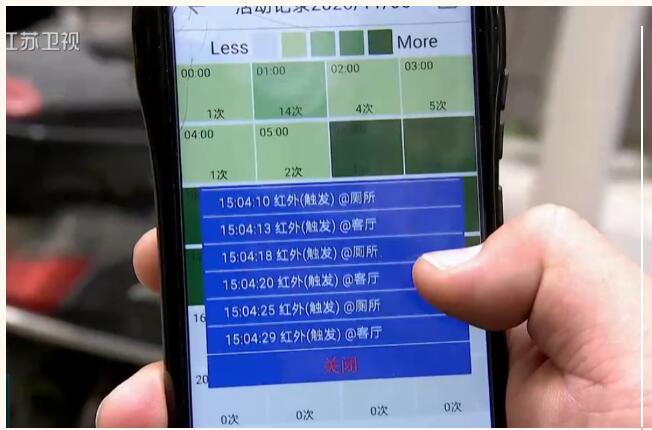 江苏卫视
Less More
00:00 01:00 02:00 03:00
1次 14次 4次 5次
04:00 05:00
1次 2次
15:04:10 红外(触发) @厕所
15:04:13 红外(触发) @客厅
15:04:18 红外(触发) @厕所
15:04:20 红外(触发) @客厅
15:04:25 红外(触发) @厕所
15:04:29 红外(触发) @客厅
关闭
16
20
0次 0次 0次 0次